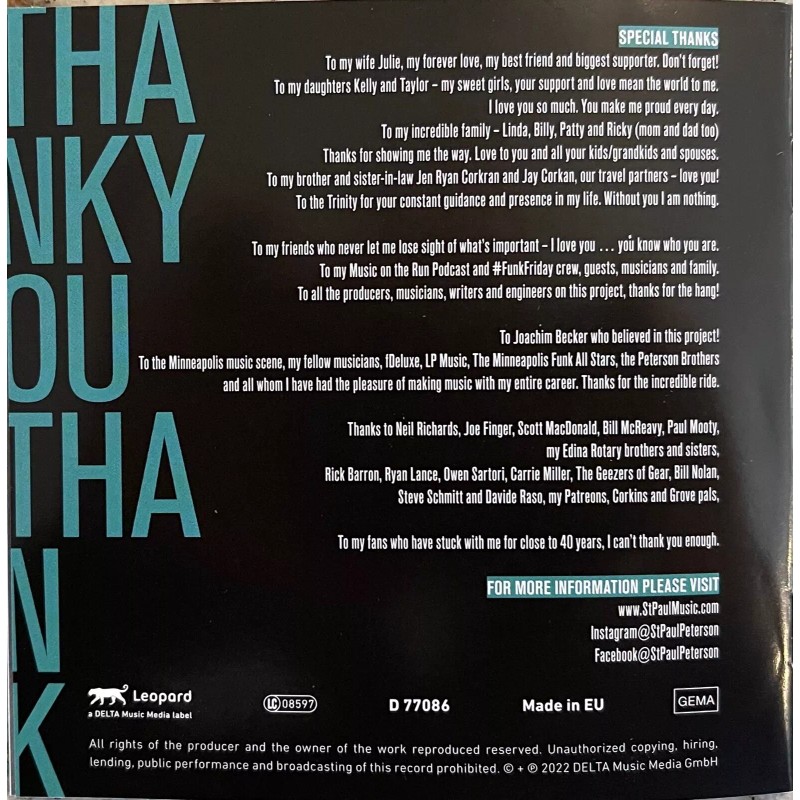 THA
NKY
OU
THA
N
K
SPECIAL THANKS
To my wife Julie, my forever love, my best friend and biggest supporter. Don't forget!
To my daughters Kelly and Taylor – my sweet girls, your support and love mean the world to me.
I love you so much. You make me proud every day.
To my incredible family – Linda, Billy, Patty and Ricky (mom and dad too)
Thanks for showing me the way. Love to you and all your kids/grandkids and spouses.
To my brother and sister-in-law Jen Ryan Corkran and Jay Corkan, our travel partners – love you!
To the Trinity for your constant guidance and presence in my life. Without you I am nothing.
To my friends who never let me lose sight of what's important – I love you ... you know who you are.
To my Music on the Run Podcast and #FunkFriday crew, guests, musicians and family.
To all the producers, musicians, writers and engineers on this project, thanks for the hang!
To Joachim Becker who believed in this project!
To the Minneapolis music scene, my fellow musicians, fDeluxe, LP Music, The Minneapolis Funk All Stars, the Peterson Brothers
and all whom I have had the pleasure of making music with my entire career. Thanks for the incredible ride.
Thanks to Neil Richards, Joe Finger, Scott MacDonald, Bill McReavy, Paul Mooty,
my Edina Rotary brothers and sisters,
Rick Barron, Ryan Lance, Owen Sartori, Carrie Miller, The Geezers of Gear, Bill Nolan,
Steve Schmitt and Davide Raso, my Patreons, Corkins and Grove pals,
To my fans who have stuck with me for close to 40 years, I can't thank you enough.
FOR MORE INFORMATION PLEASE VISIT
www.StPaulMusic.com
Instagram@StPaulPeterson
Facebook@StPaulPeterson
Leopard
a DELTA Music Media label
LC 08597
D 77086
Made in EU
GEMA
All rights of the producer and the owner of the work reproduced reserved. Unauthorized copying, hiring,
lending, public performance and broadcasting of this record prohibited. © + ℗ 2022 DELTA Music Media GmbH